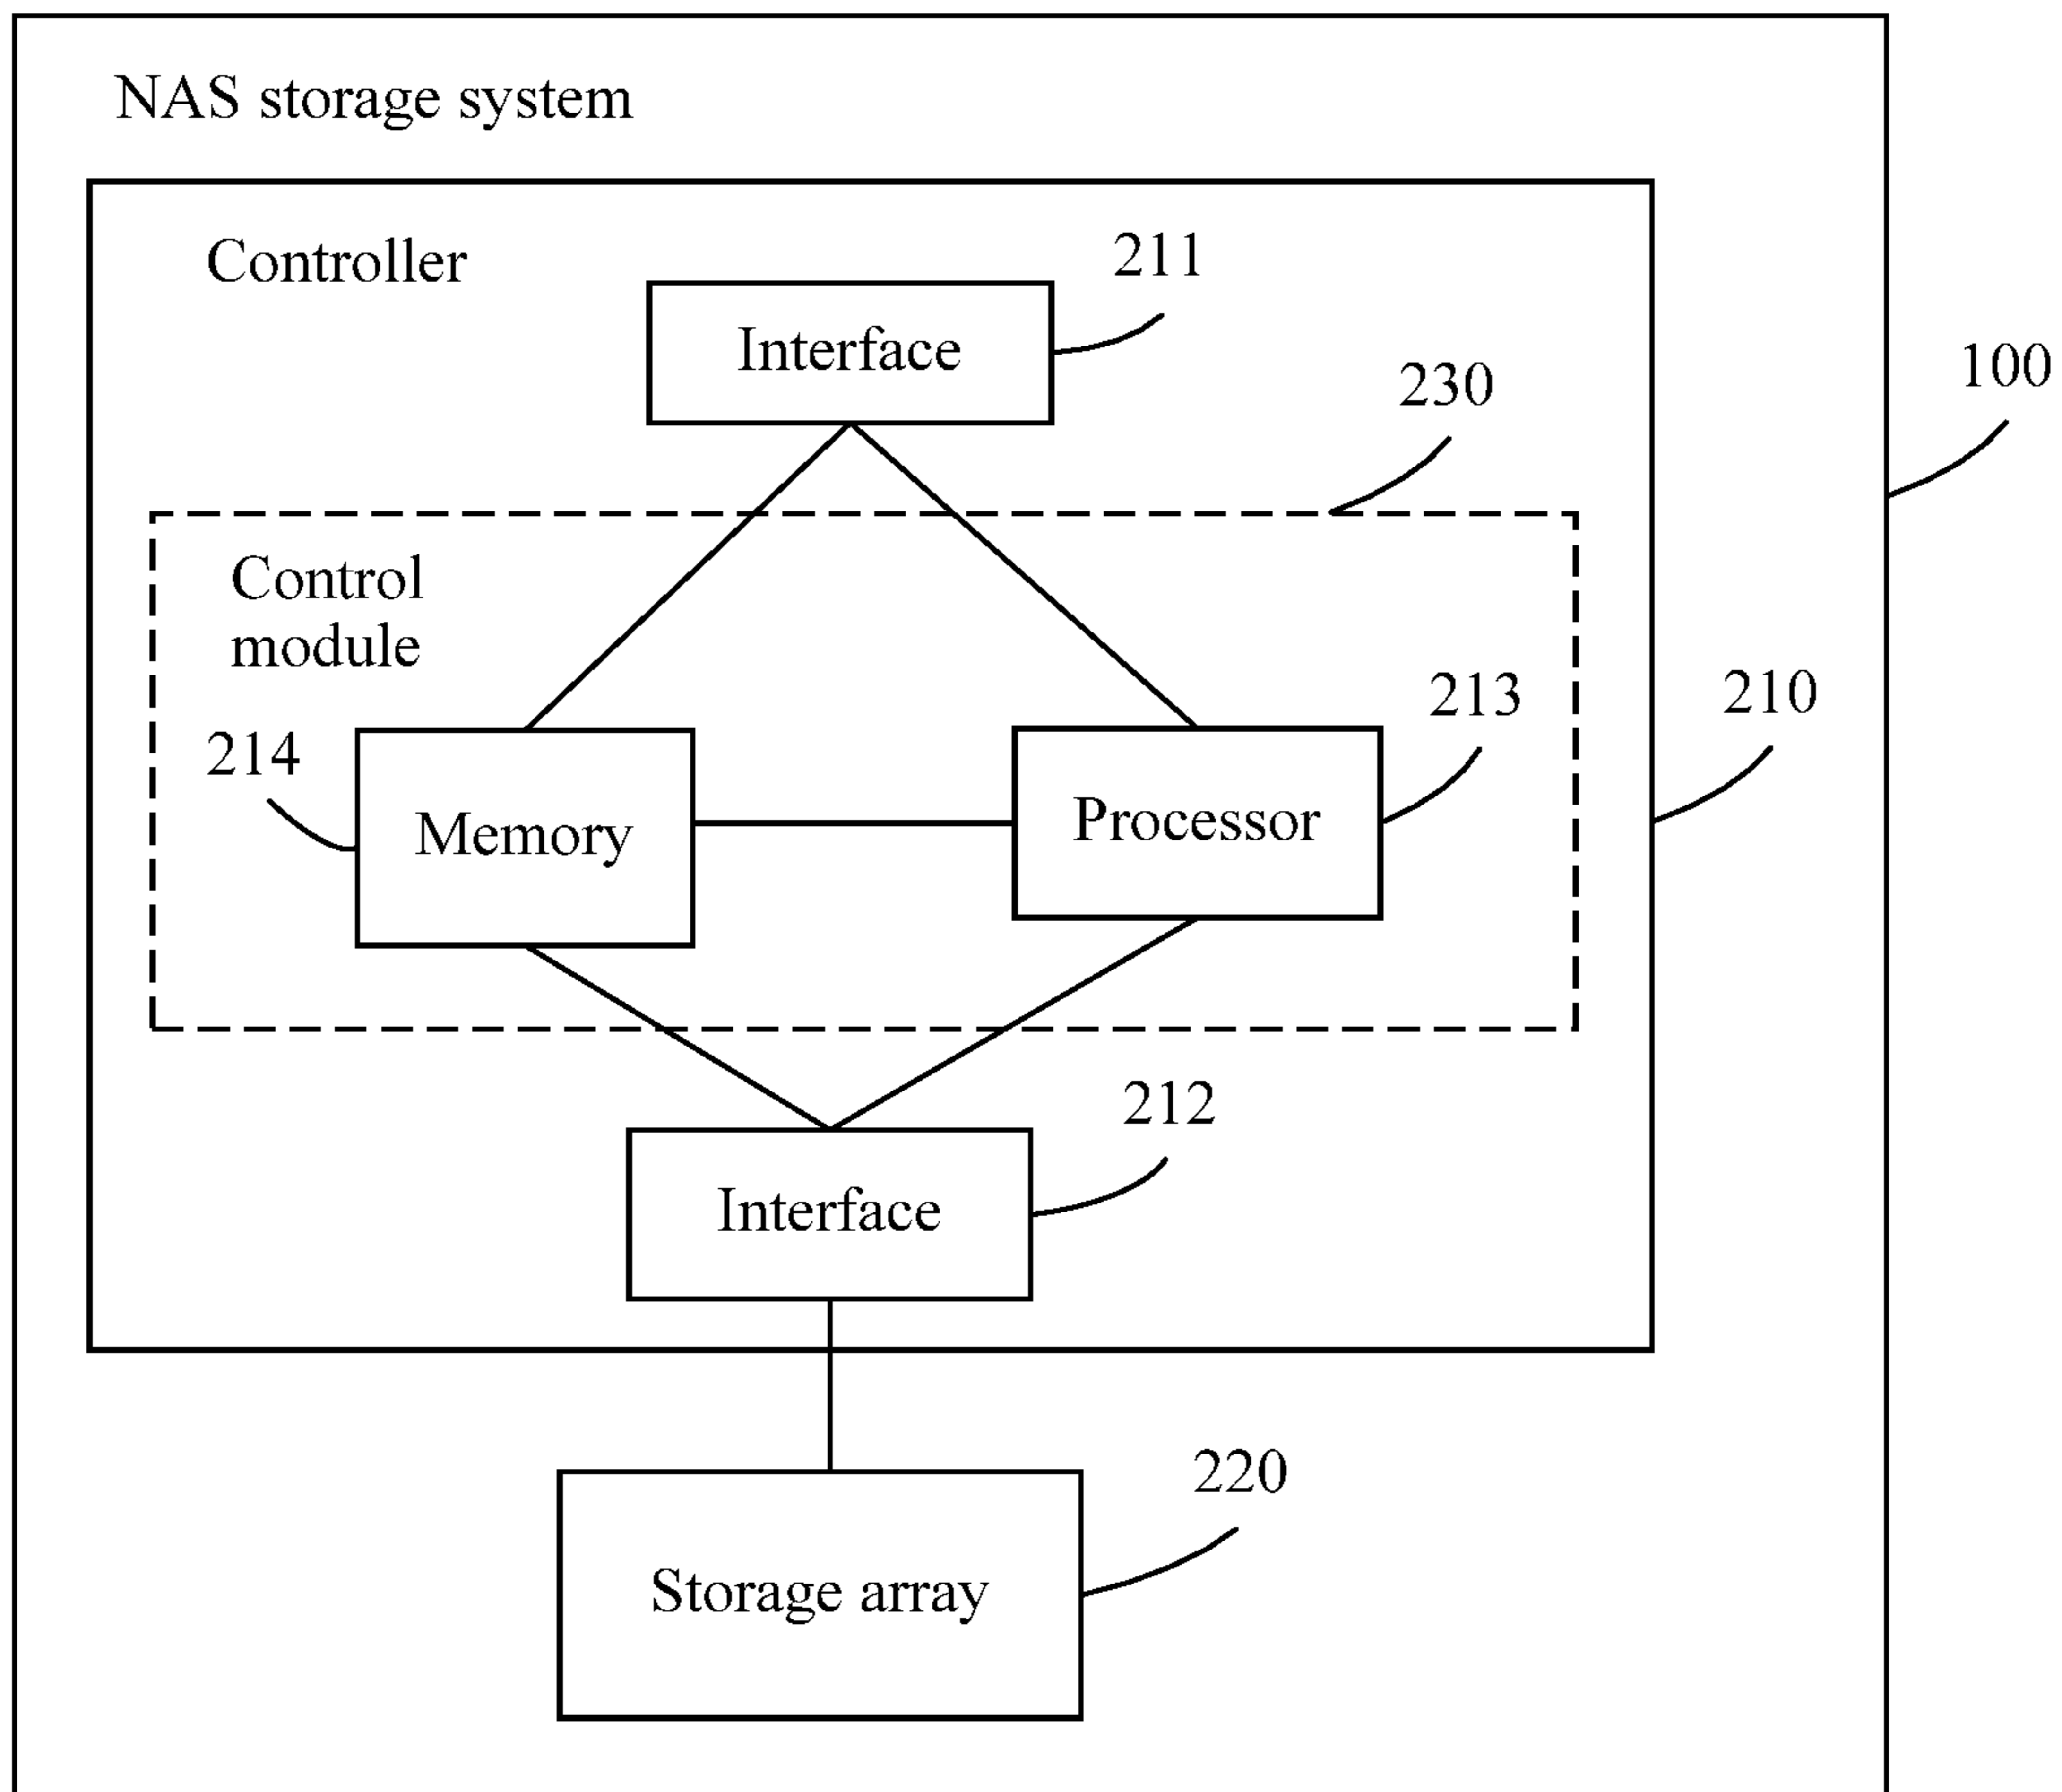 NAS storage system
Controller
211
Interface
230
100
Control
module
213
210
214
Memory
Processor
212
Interface
220
Storage array